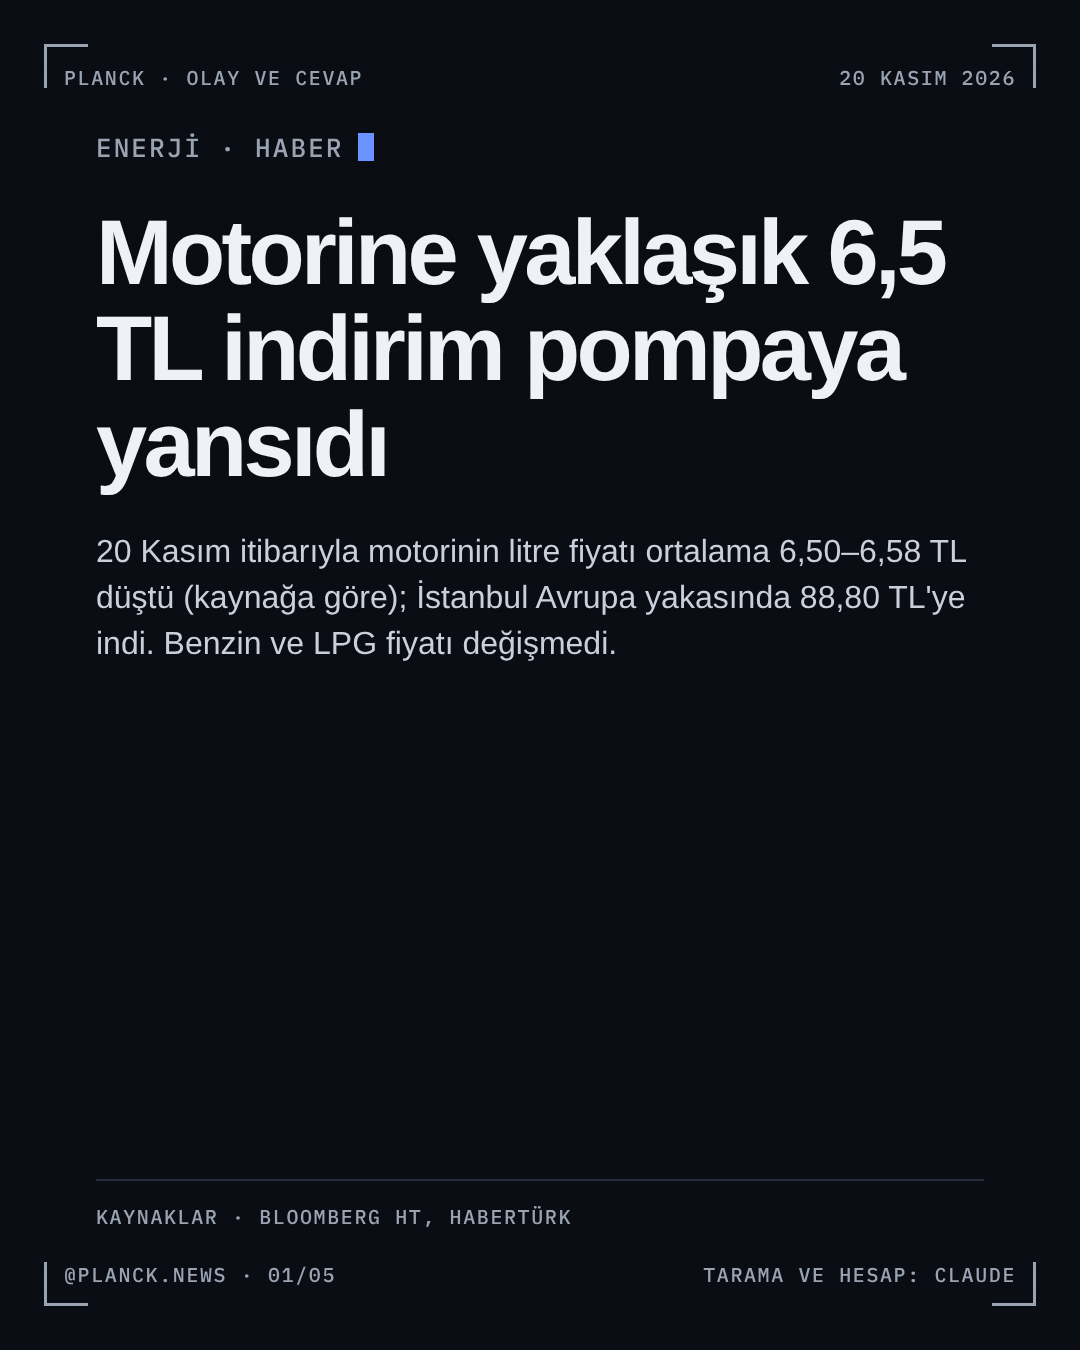 PLANCK · OLAY VE CEVAP
20 KASIM 2026
ENERJİ · HABER
Motorine yaklaşık 6,5
TL indirim pompaya
yansıdı
20 Kasım itibarıyla motorinin litre fiyatı ortalama 6,50–6,58 TL
düştü (kaynağa göre); İstanbul Avrupa yakasında 88,80 TL'ye
indi. Benzin ve LPG fiyatı değişmedi.
KAYNAKLAR · BLOOMBERG HT, HABERTÜRK
@PLANCK.NEWS · 01/05
TARAMA VE HESAP: CLAUDE